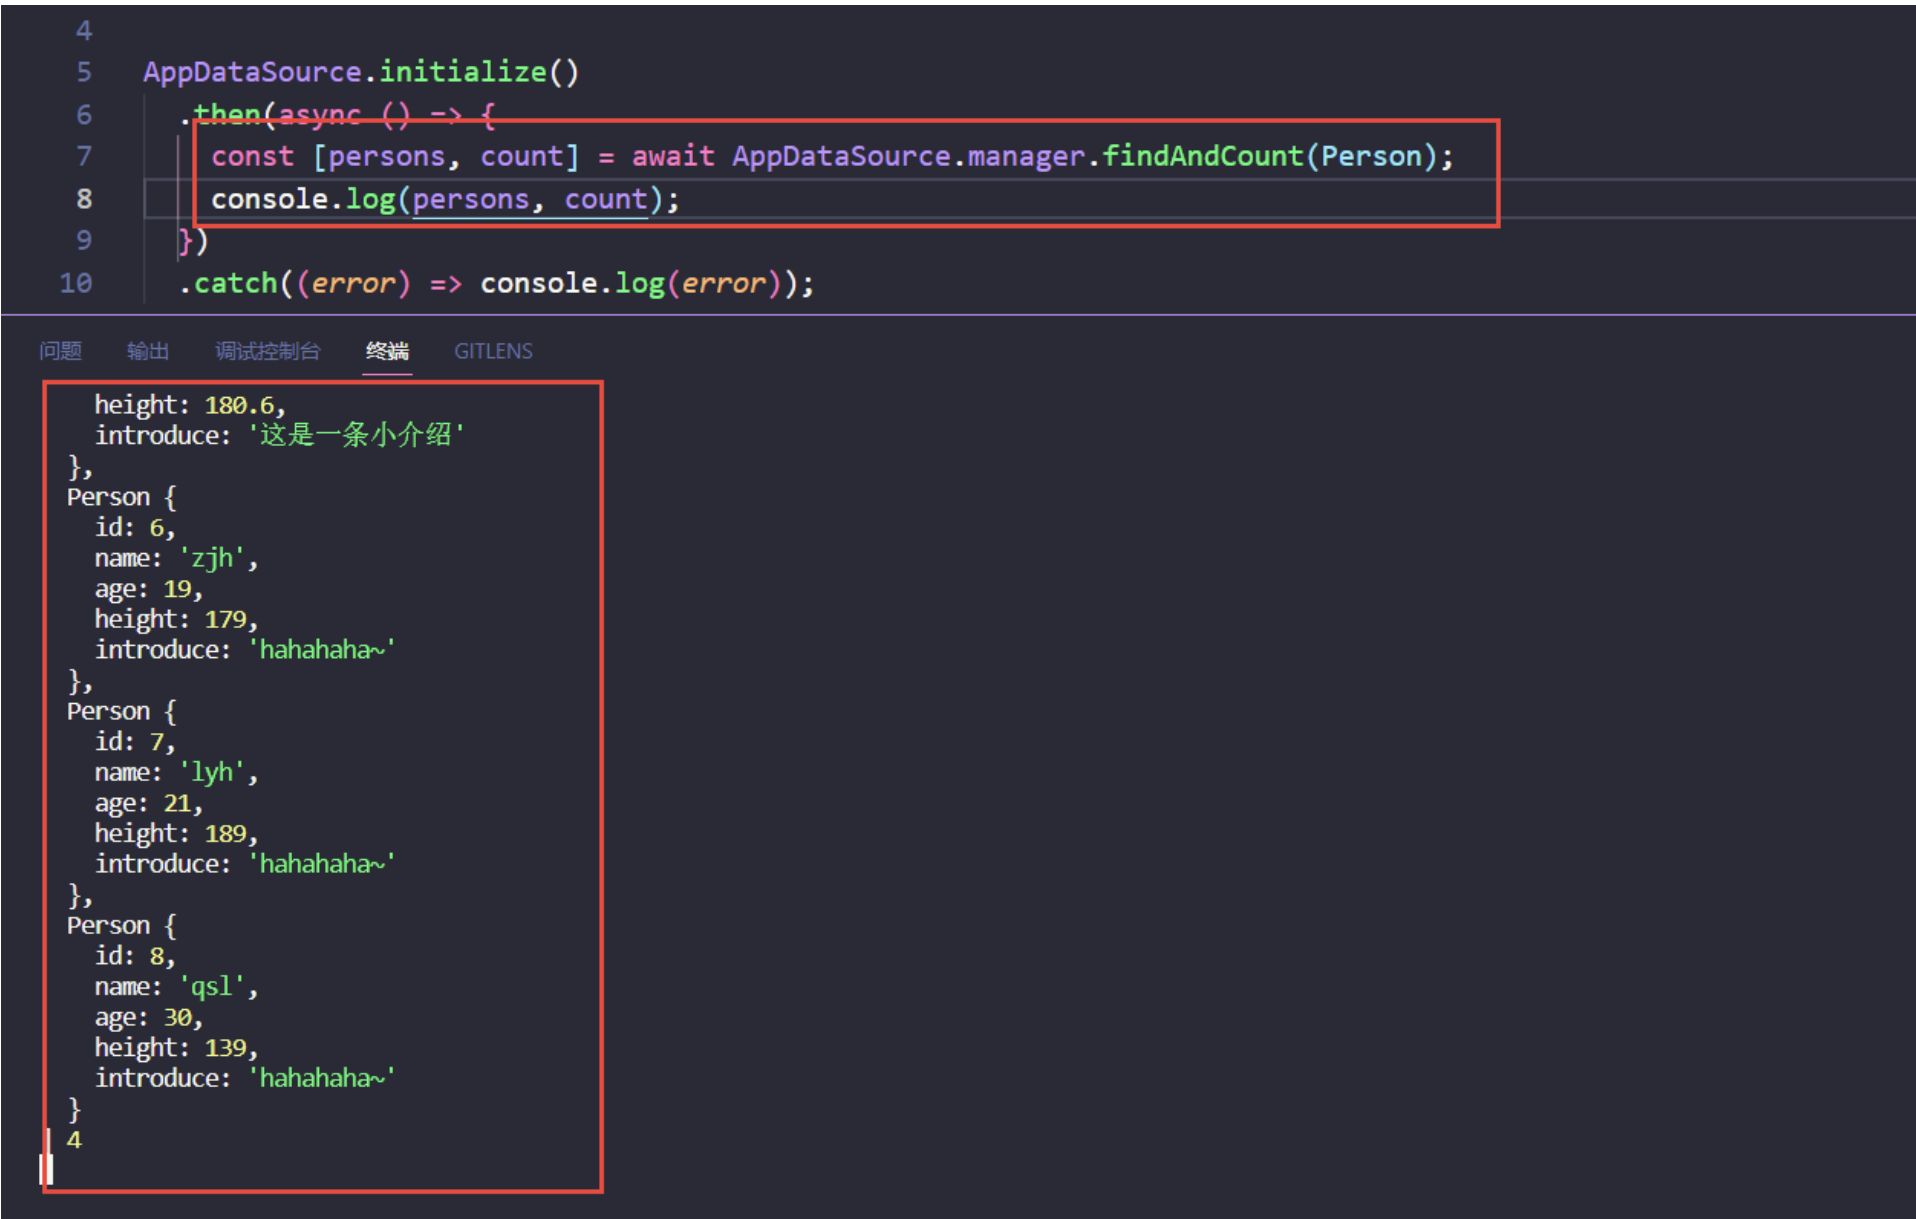 4
5 AppDataSource.initialize()
6 .then(async () => {
7 const [persons, count] = await AppDataSource.manager.findAndCount(Person);
8 console.log(persons, count);
9 })
10 .catch((error) => console.log(error));
问题 输出 调试控制台 终端 GITLENS
height: 180.6,
introduce: '这是一条小介绍'
},
Person {
id: 6,
name: 'zjh',
age: 19,
height: 179,
introduce: 'hahahaha~'
},
Person {
id: 7,
name: 'lyh',
age: 21,
height: 189,
introduce: 'hahahaha~'
},
Person {
id: 8,
name: 'qsl',
age: 30,
height: 139,
introduce: 'hahahaha~'
}
] 4